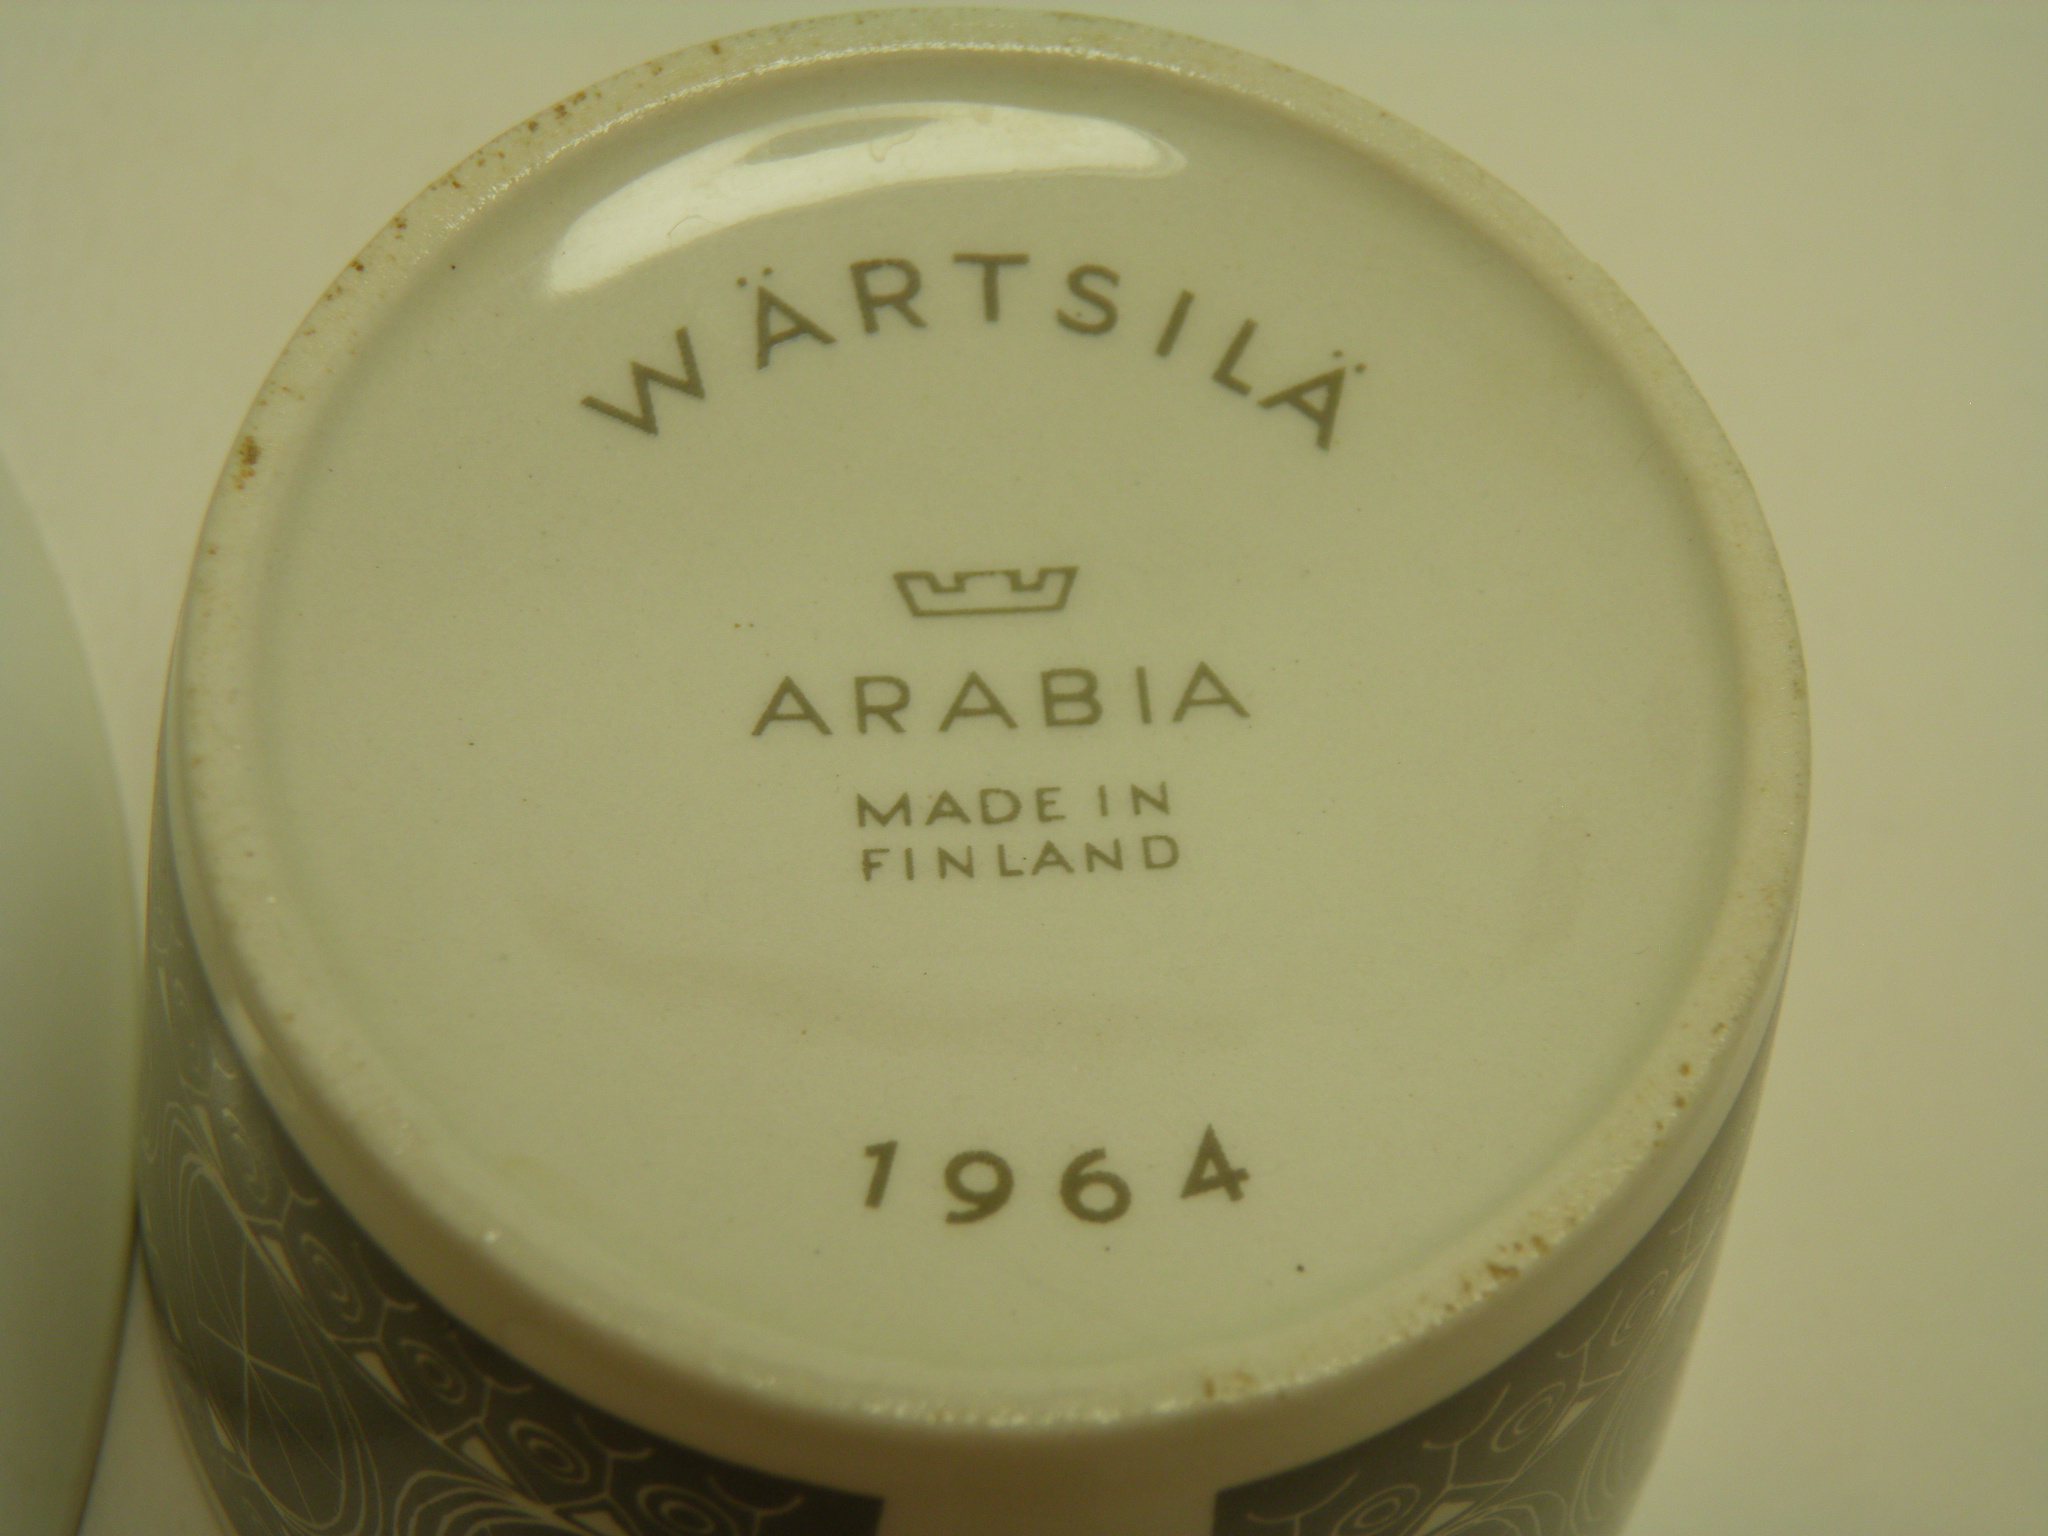 WÄRTSILÄ
ARABIA
MADE IN
FINLAND
1964